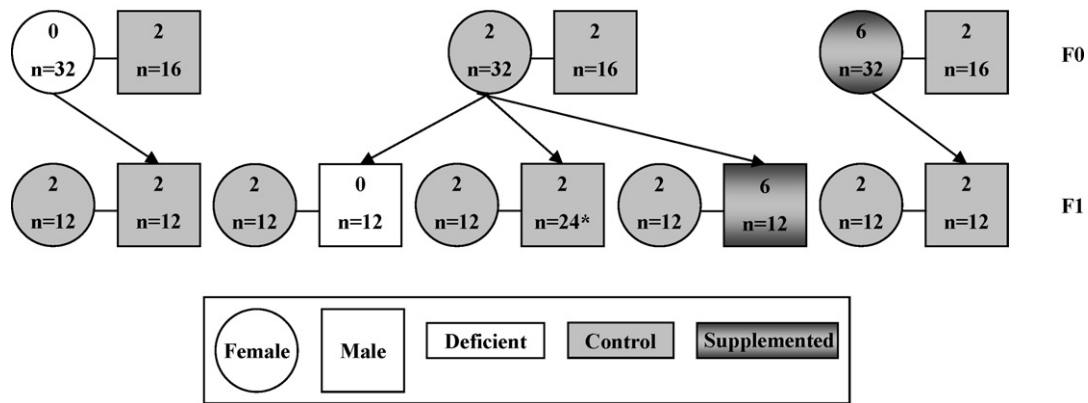 0 2 2 2 6 2
n=32 n=16 n=32 n=16 n=32 n=16 F0
2 2 2 0 2 2 2 6 2 2
n=12 n=12 n=12 n=12 n=12 n=24* n=12 n=12 n=12 n=12 F1
Female Male Deficient Control Supplemented